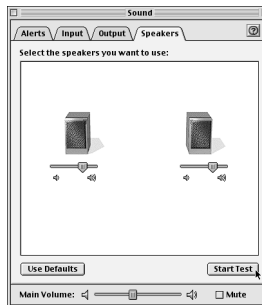 Sound
Alerts Input Output Speakers ?
Select the speakers you want to use:
Use Defaults Start Test
Main Volume: Mute